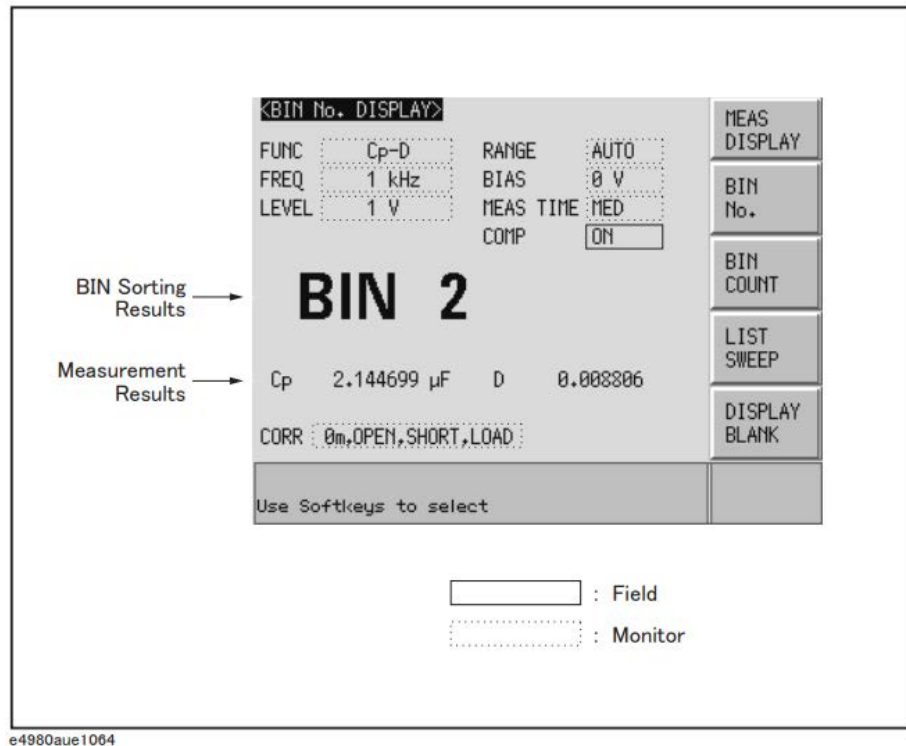 <BIN No. DISPLAY>
FUNC Cp-D RANGE AUTO
FREQ 1 kHz BIAS 0 V
LEVEL 1 V MEAS TIME MED
COMP ON
BIN Sorting
Results
BIN 2
Measurement
Results
Cp 2.144699 µF D 0.008806
CORR 0m,OPEN,SHORT,LOAD
Use Softkeys to select
MEAS
DISPLAY
BIN
No.
BIN
COUNT
LIST
SWEEP
DISPLAY
BLANK
: Field
: Monitor
e4980aue1064